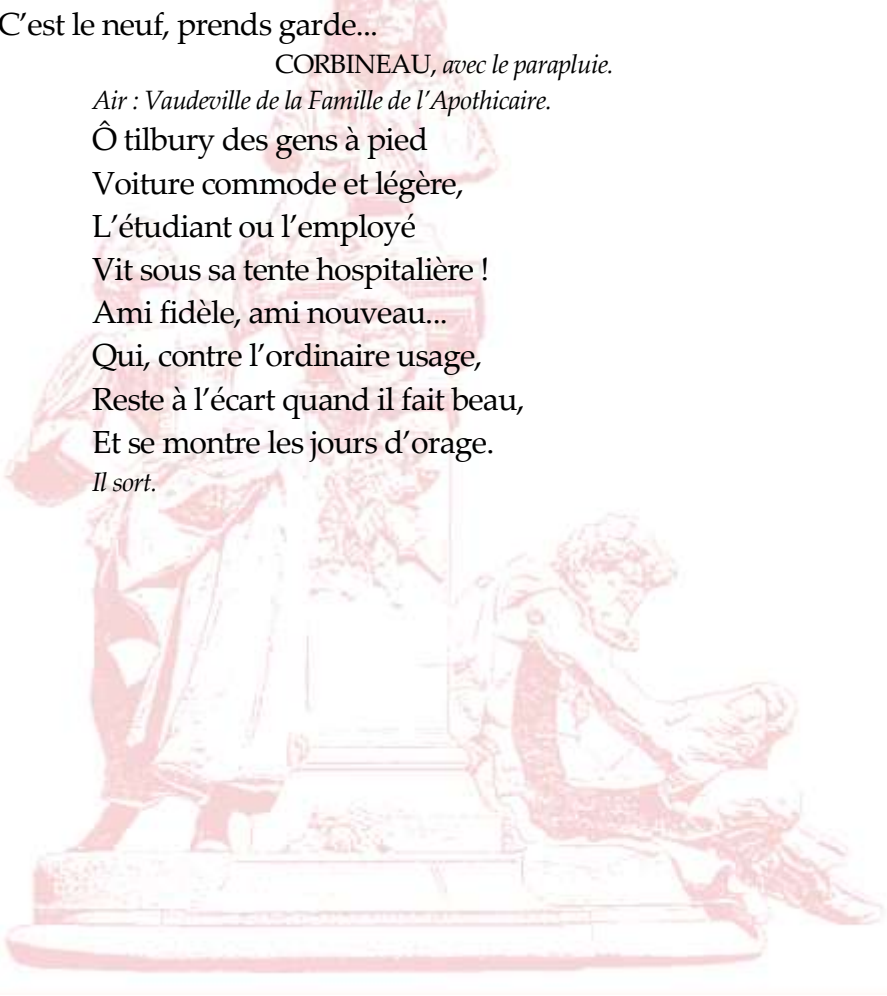 C’est le neuf, prends garde...
CORBINEAU, avec le parapluie.
Air : Vaudeville de la Famille de l’Apothicaire.
Ô tilbury des gens à pied
Voiture commode et légère,
L’étudiant ou l’employé
Vit sous sa tente hospitalière !
Ami fidèle, ami nouveau...
Qui, contre l’ordinaire usage,
Reste à l’écart quand il fait beau,
Et se montre les jours d’orage.
Il sort.